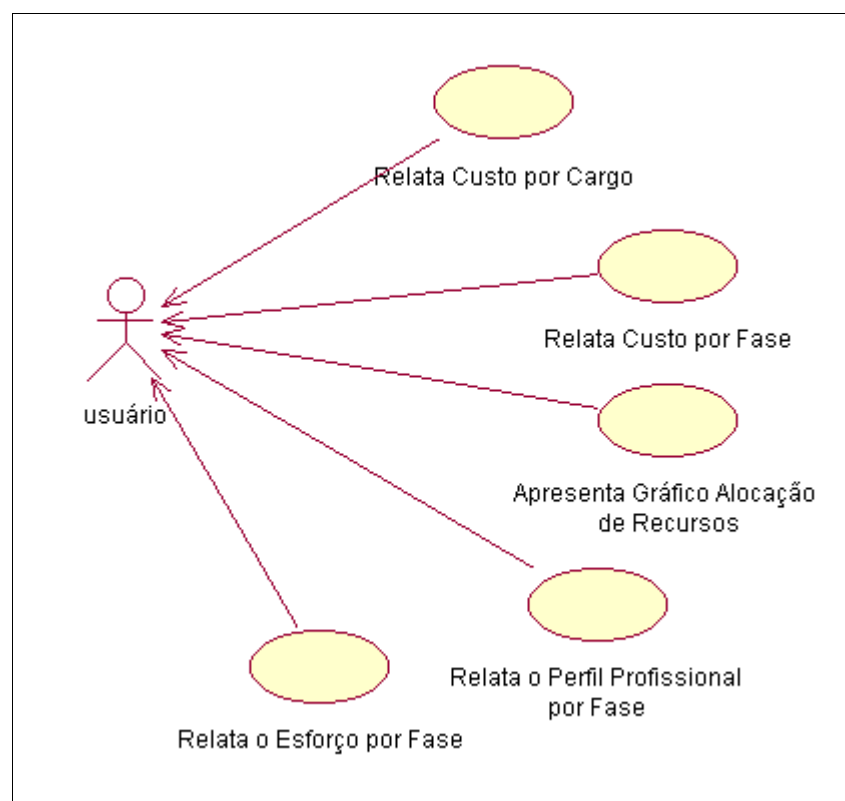 Relata Custo por Cargo
Relata Custo por Fase
usuário
Apresenta Gráfico Alocação
de Recursos
Relata o Perfil Profissional
por Fase
Relata o Esforço por Fase